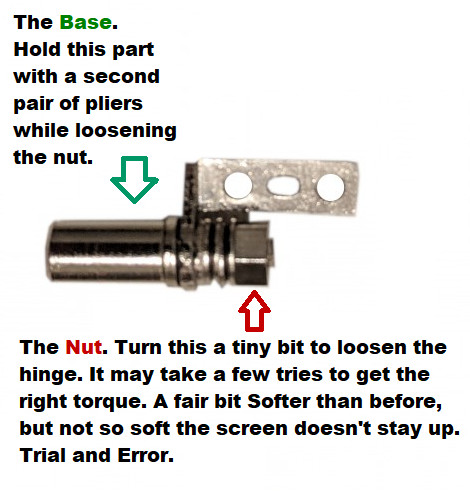 The Base.
Hold this part
with a second
pair of pliers
while loosening
the nut.
The Nut. Turn this a tiny bit to loosen the
hinge. It may take a few tries to get the
right torque. A fair bit Softer than before,
but not so soft the screen doesn't stay up.
Trial and Error.